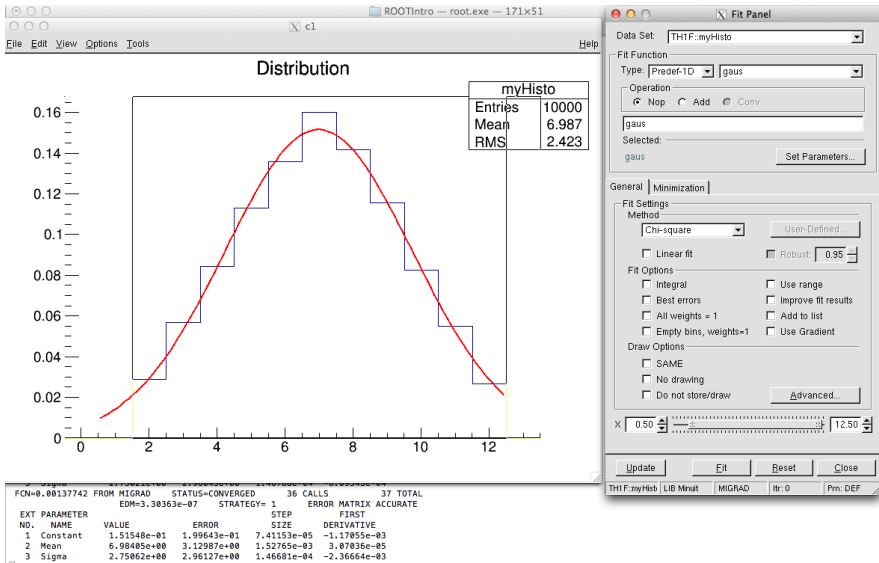 ROOTIntro — root.exe — 171×51
c1
File Edit View Options Tools Help
Distribution
myHisto
Entries 10000
Mean 6.987
RMS 2.423
0.16
0.14
0.12
0.1
0.08
0.06
0.04
0.02
0
0 2 4 6 8 10 12
FCN=0.00137742 FROM MIGRAD STATUS=CONVERGED 36 CALLS 37 TOTAL
EDM=3.30363e-07 STRATEGY= 1 ERROR MATRIX ACCURATE
EXT PARAMETER STEP FIRST
NO. NAME VALUE ERROR SIZE DERIVATIVE
1 Constant 1.51548e-01 1.99643e-01 7.41153e-05 -1.17055e-03
2 Mean 6.98405e+00 3.12987e+00 1.52765e-03 3.07036e-05
3 Sigma 2.75062e+00 2.96127e+00 1.46681e-04 -2.36664e-03
Fit Panel
Data Set: TH1F::myHisto
Fit Function
Type: Predef-1D gaus
Operation
Nop Add Conv
gaus
Selected:
gaus Set Parameters...
General Minimization
Fit Settings
Method
Chi-square User-Defined...
Linear fit Robust: 0.95
Fit Options
Integral Use range
Best errors Improve fit results
All weights = 1 Add to list
Empty bins, weights=1 Use Gradient
Draw Options
SAME
No drawing
Do not store/draw Advanced...
X 0.50 12.50
Update Fit Reset Close
TH1F::myHist LIB Minuit MIGRAD Itr: 0 Prn: DEF